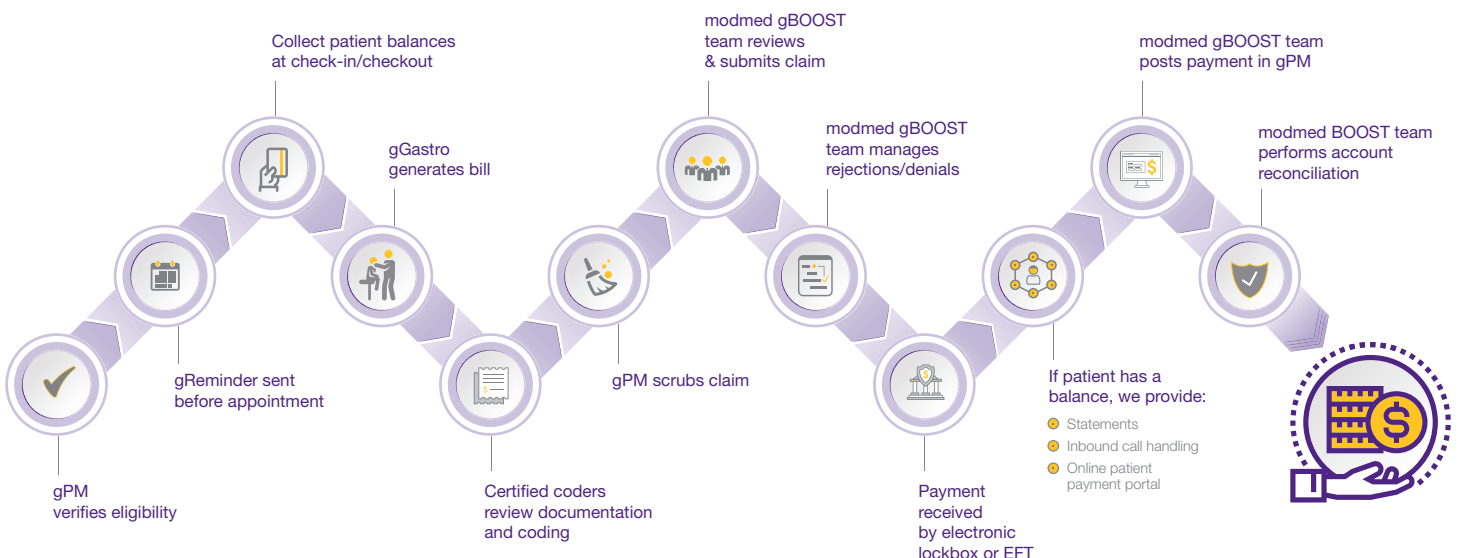 gPM
verifies eligibility
gReminder sent
before appointment
Collect patient balances
at check-in/checkout
gGastro
generates bill
Certified coders
review documentation
and coding
gPM scrubs claim
modmed gBOOST
team reviews
& submits claim
modmed gBOOST
team manages
rejections/denials
Payment
received
by electronic
lockbox or EFT
If patient has a
balance, we provide:
Statements
Inbound call handling
Online patient
payment portal
modmed gBOOST team
posts payment in gPM
modmed BOOST team
performs account
reconciliation